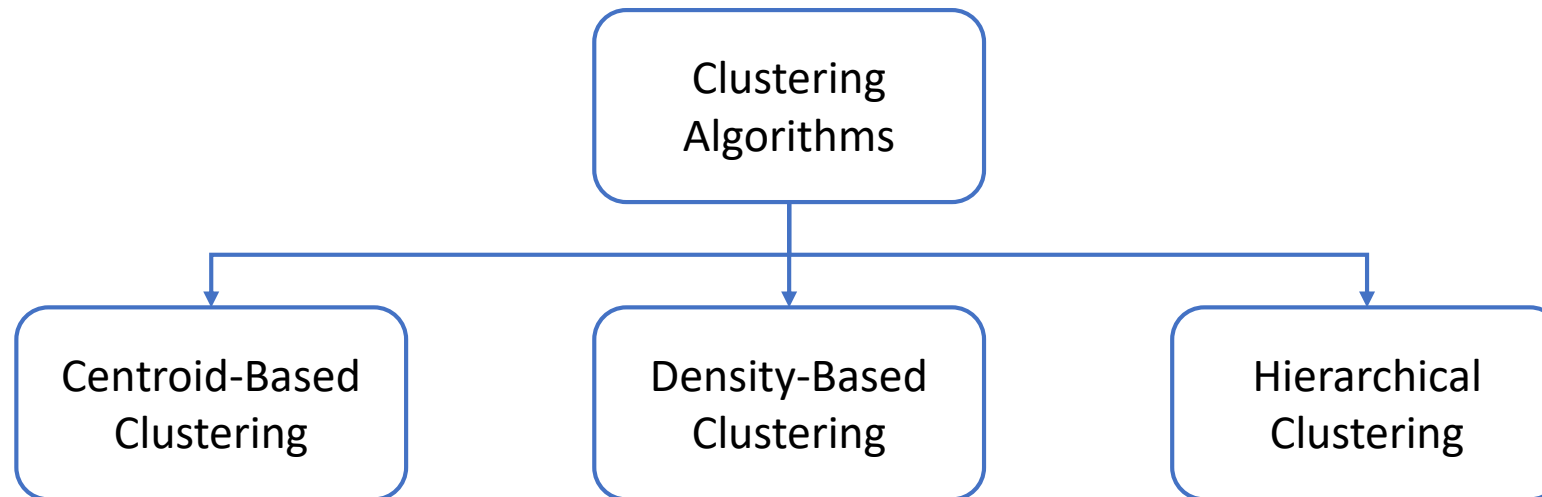 Clustering
Algorithms
Centroid-Based
Clustering
Density-Based
Clustering
Hierarchical
Clustering